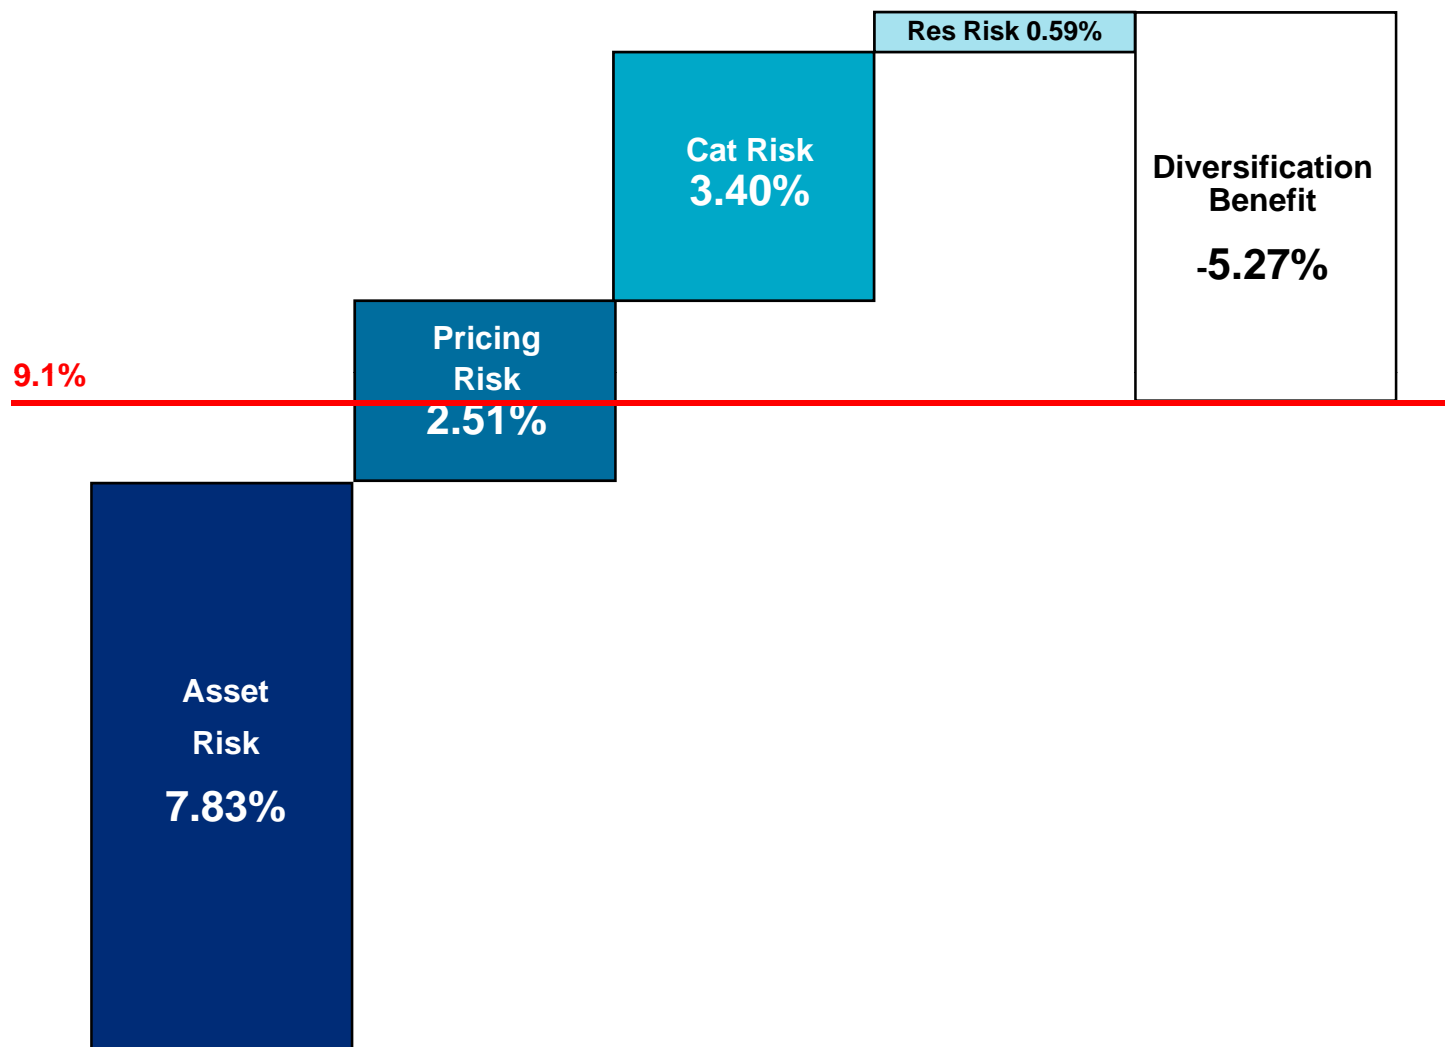 Res Risk 0.59%
Cat Risk
3.40%
Diversification
Benefit
-5.27%
Pricing
Risk
2.51%
9.1%
Asset
Risk
7.83%